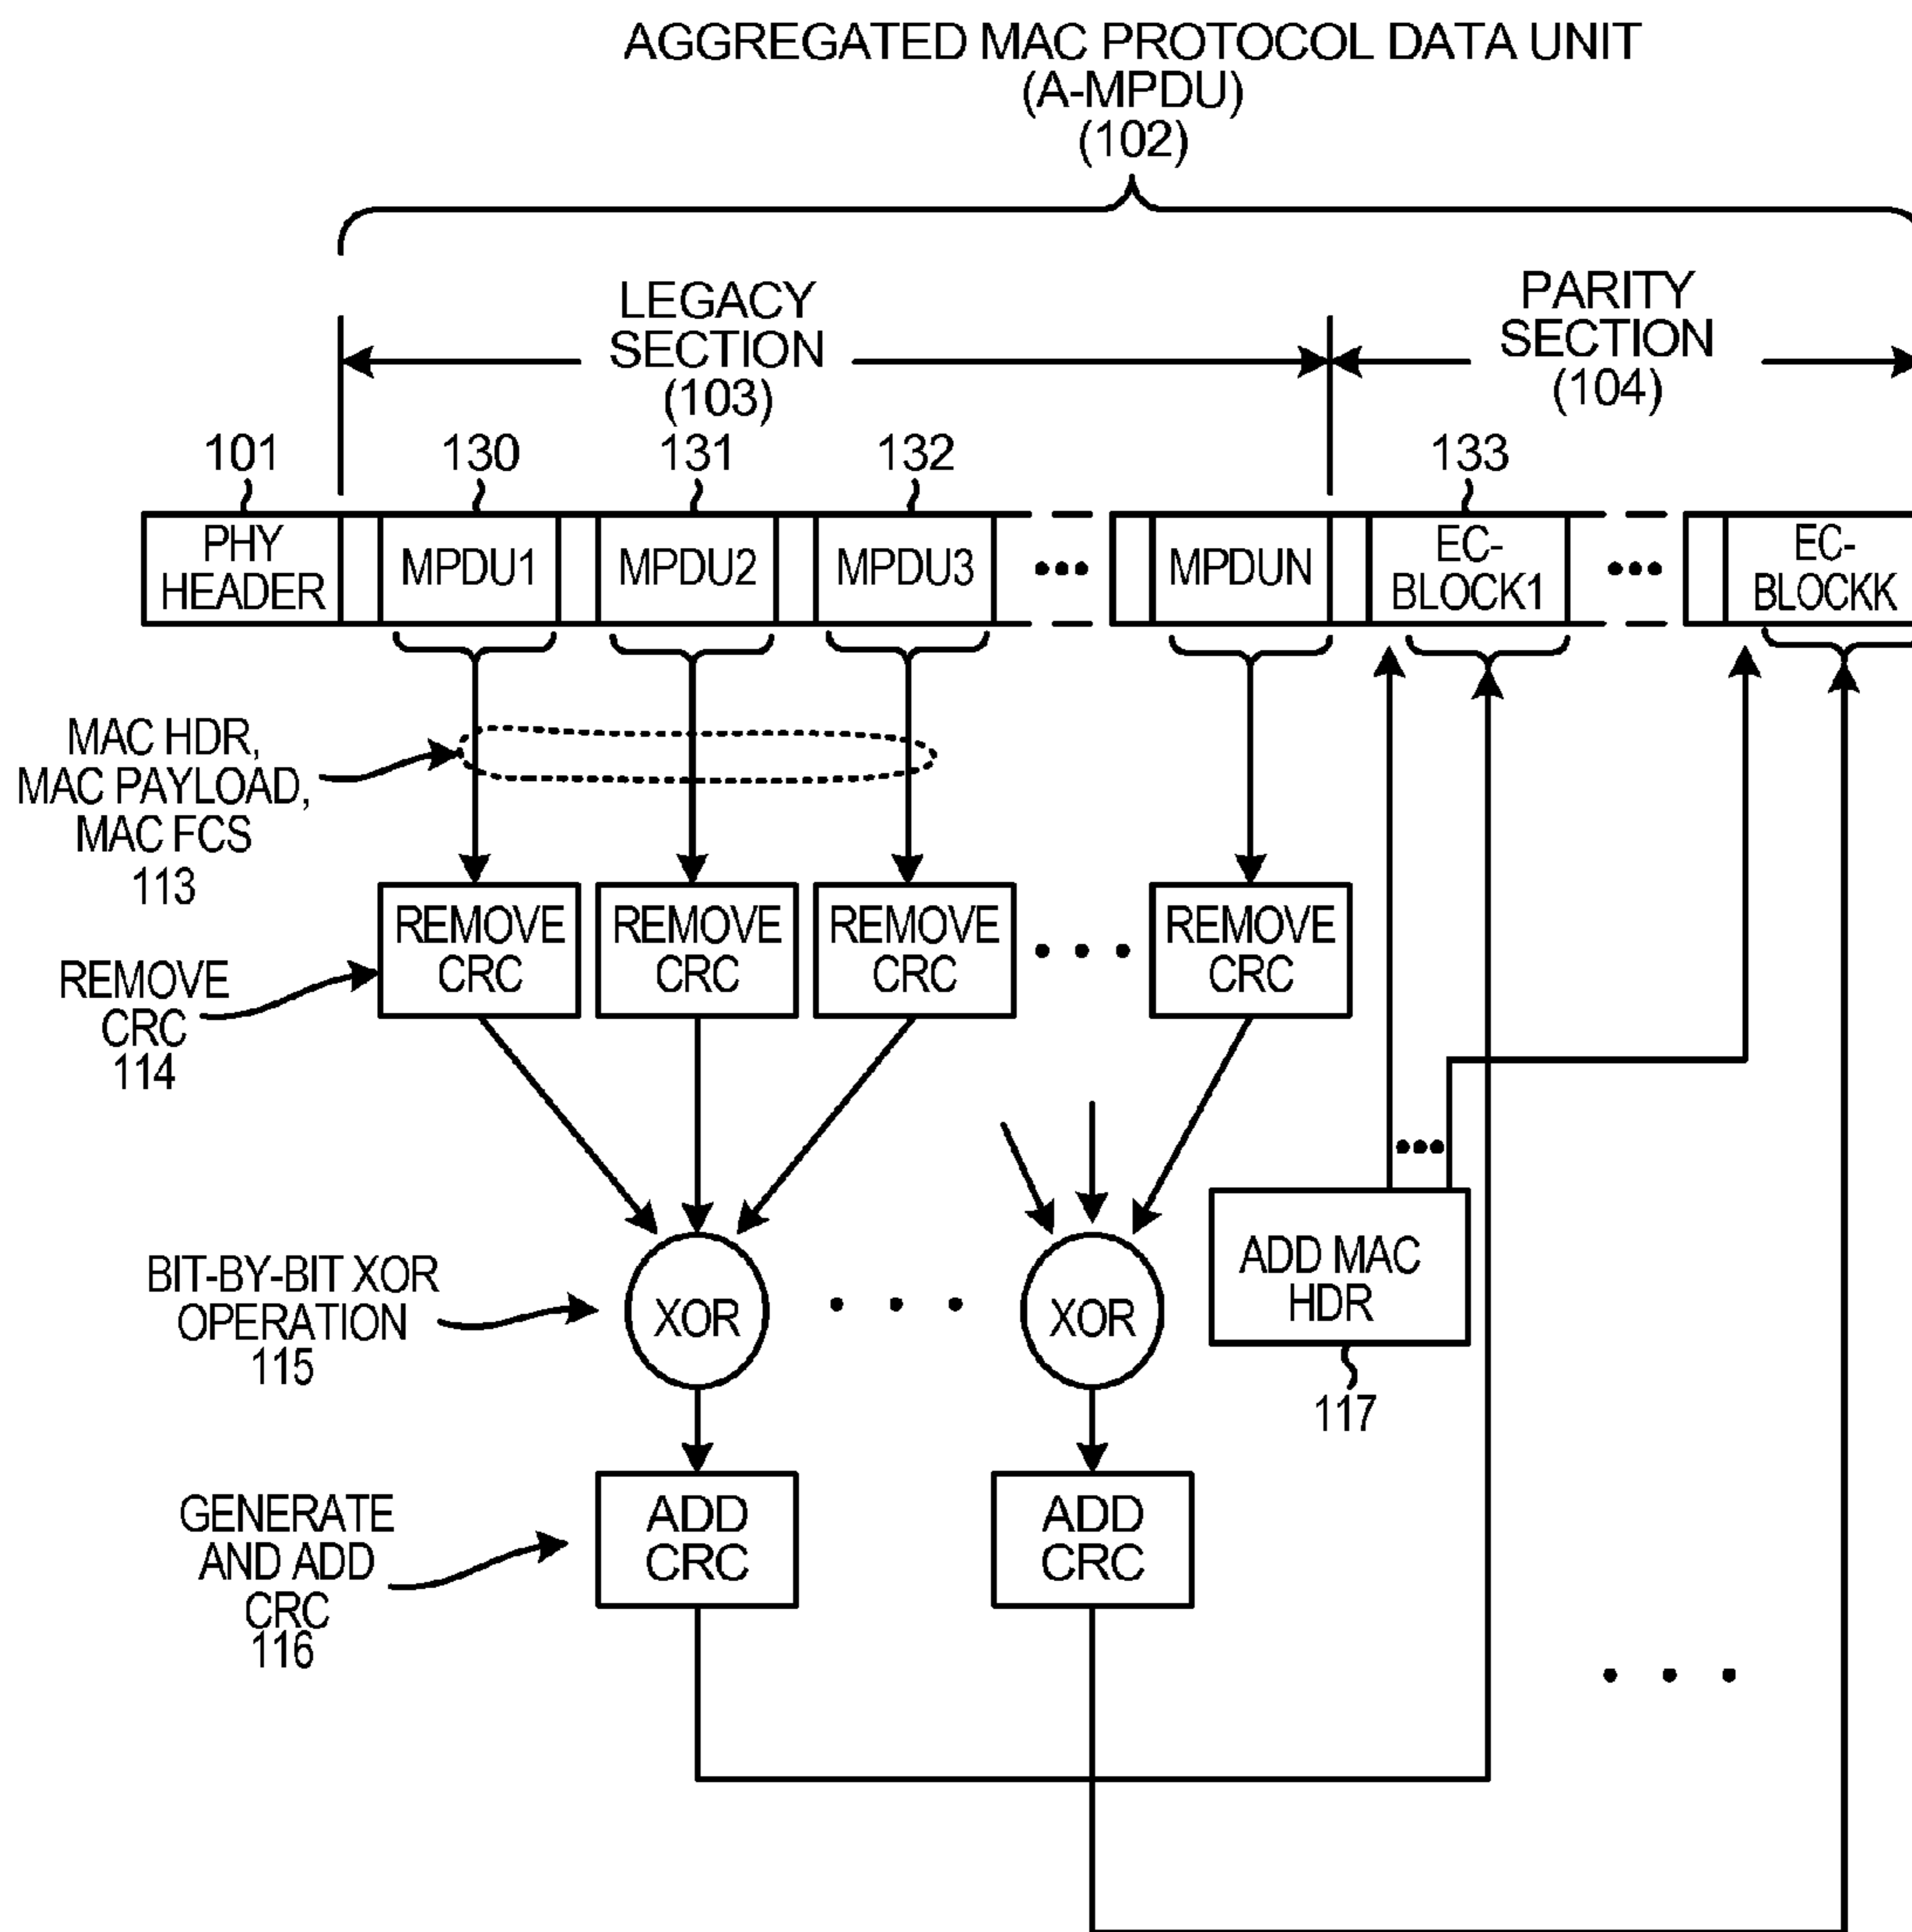 AGGREGATED MAC PROTOCOL DATA UNIT
(A-MPDU)
(102)
LEGACY
SECTION
(103)
PARITY
SECTION
(104)
101
130
131
132
133
PHY
HEADER
MPDU1
MPDU2
MPDU3
MPDUN
EC-
BLOCK1
EC-
BLOCKK
MAC HDR,
MAC PAYLOAD,
MAC FCS
113
REMOVE
CRC
REMOVE
CRC
REMOVE
CRC
REMOVE
CRC
REMOVE
CRC
114
BIT-BY-BIT XOR
OPERATION
115
XOR
XOR
ADD MAC
HDR
117
GENERATE
AND ADD
CRC
116
ADD
CRC
ADD
CRC